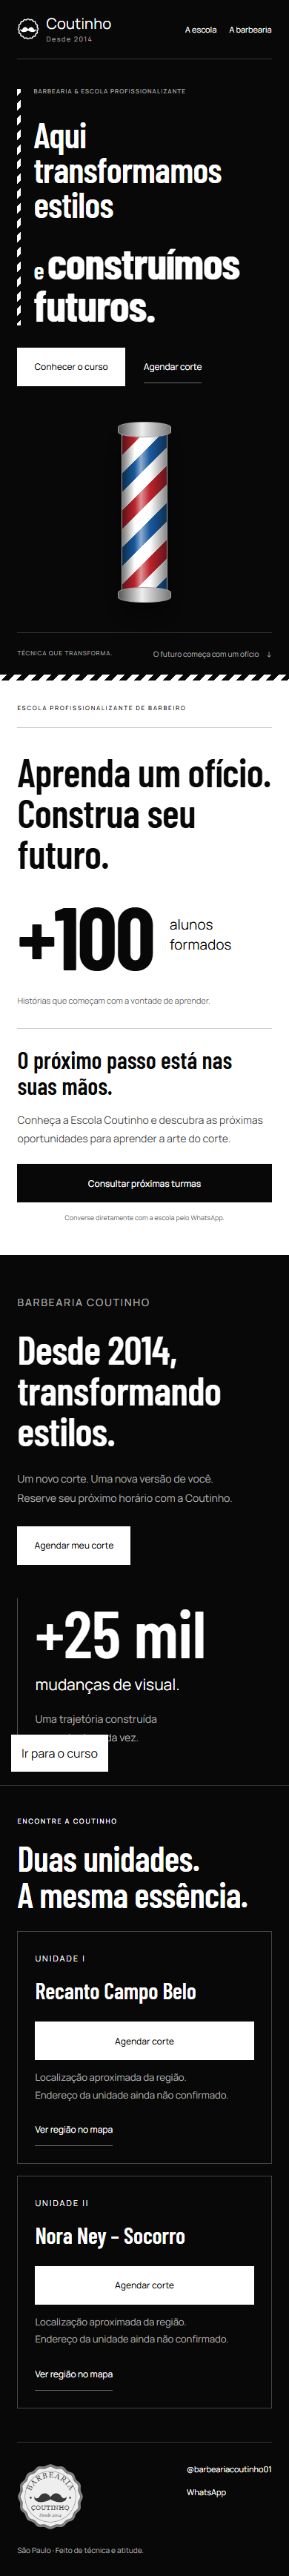 Coutinho
Desde 2014
A escola
A barbearia
BARBEARIA & ESCOLA PROFISSIONALIZANTE
Aqui
transformamos
estilos
e construímos
futuros.
Conhecer o curso
Agendar corte
TÉCNICA QUE TRANSFORMA.
O futuro começa com um ofício ↓
ESCOLA PROFISSIONALIZANTE DE BARBEIRO
Aprenda um ofício.
Construa seu
futuro.
+100
alunos
formados
Histórias que começam com a vontade de aprender.
O próximo passo está nas
suas mãos.
Conheça a Escola Coutinho e descubra as próximas
oportunidades para aprender a arte do corte.
Consultar próximas turmas
Converse diretamente com a escola pelo WhatsApp.
BARBEARIA COUTINHO
Desde 2014,
transformando
estilos.
Um novo corte. Uma nova versão de você.
Reserve seu próximo horário com a Coutinho.
Agendar meu corte
+25 mil
mudanças de visual.
Uma trajetória construída
da vez.
Ir para o curso
ENCONTRE A COUTINHO
Duas unidades.
A mesma essência.
UNIDADE I
Recanto Campo Belo
Agendar corte
Localização aproximada da região.
Endereço da unidade ainda não confirmado.
Ver região no mapa
UNIDADE II
Nora Ney – Socorro
Agendar corte
Localização aproximada da região.
Endereço da unidade ainda não confirmado.
Ver região no mapa
BARBEARIA
COUTINHO
Desde 2014
@barbeariacoutinho01
WhatsApp
São Paulo · Feito de técnica e atitude.